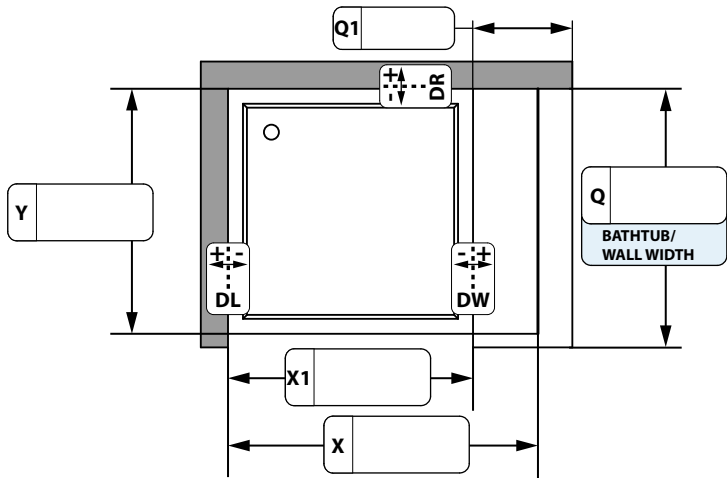 Q1
+
-
DR
Y
Q
BATHTUB/
WALL WIDTH
+ -
DL
- +
DW
X1
X